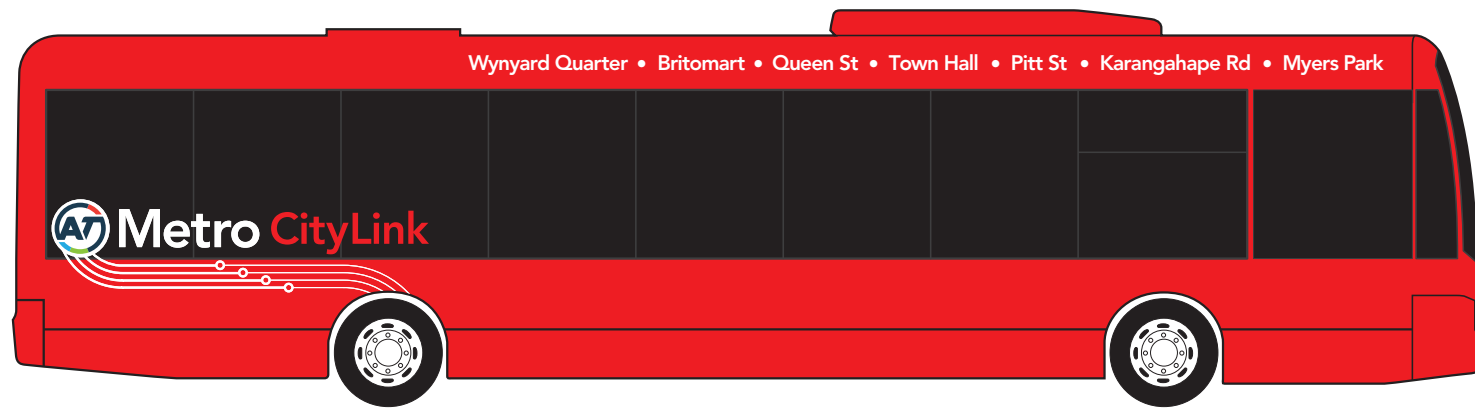 Wynyard Quarter • Britomart • Queen St • Town Hall • Pitt St • Karangahape Rd • Myers Park
AT Metro CityLink